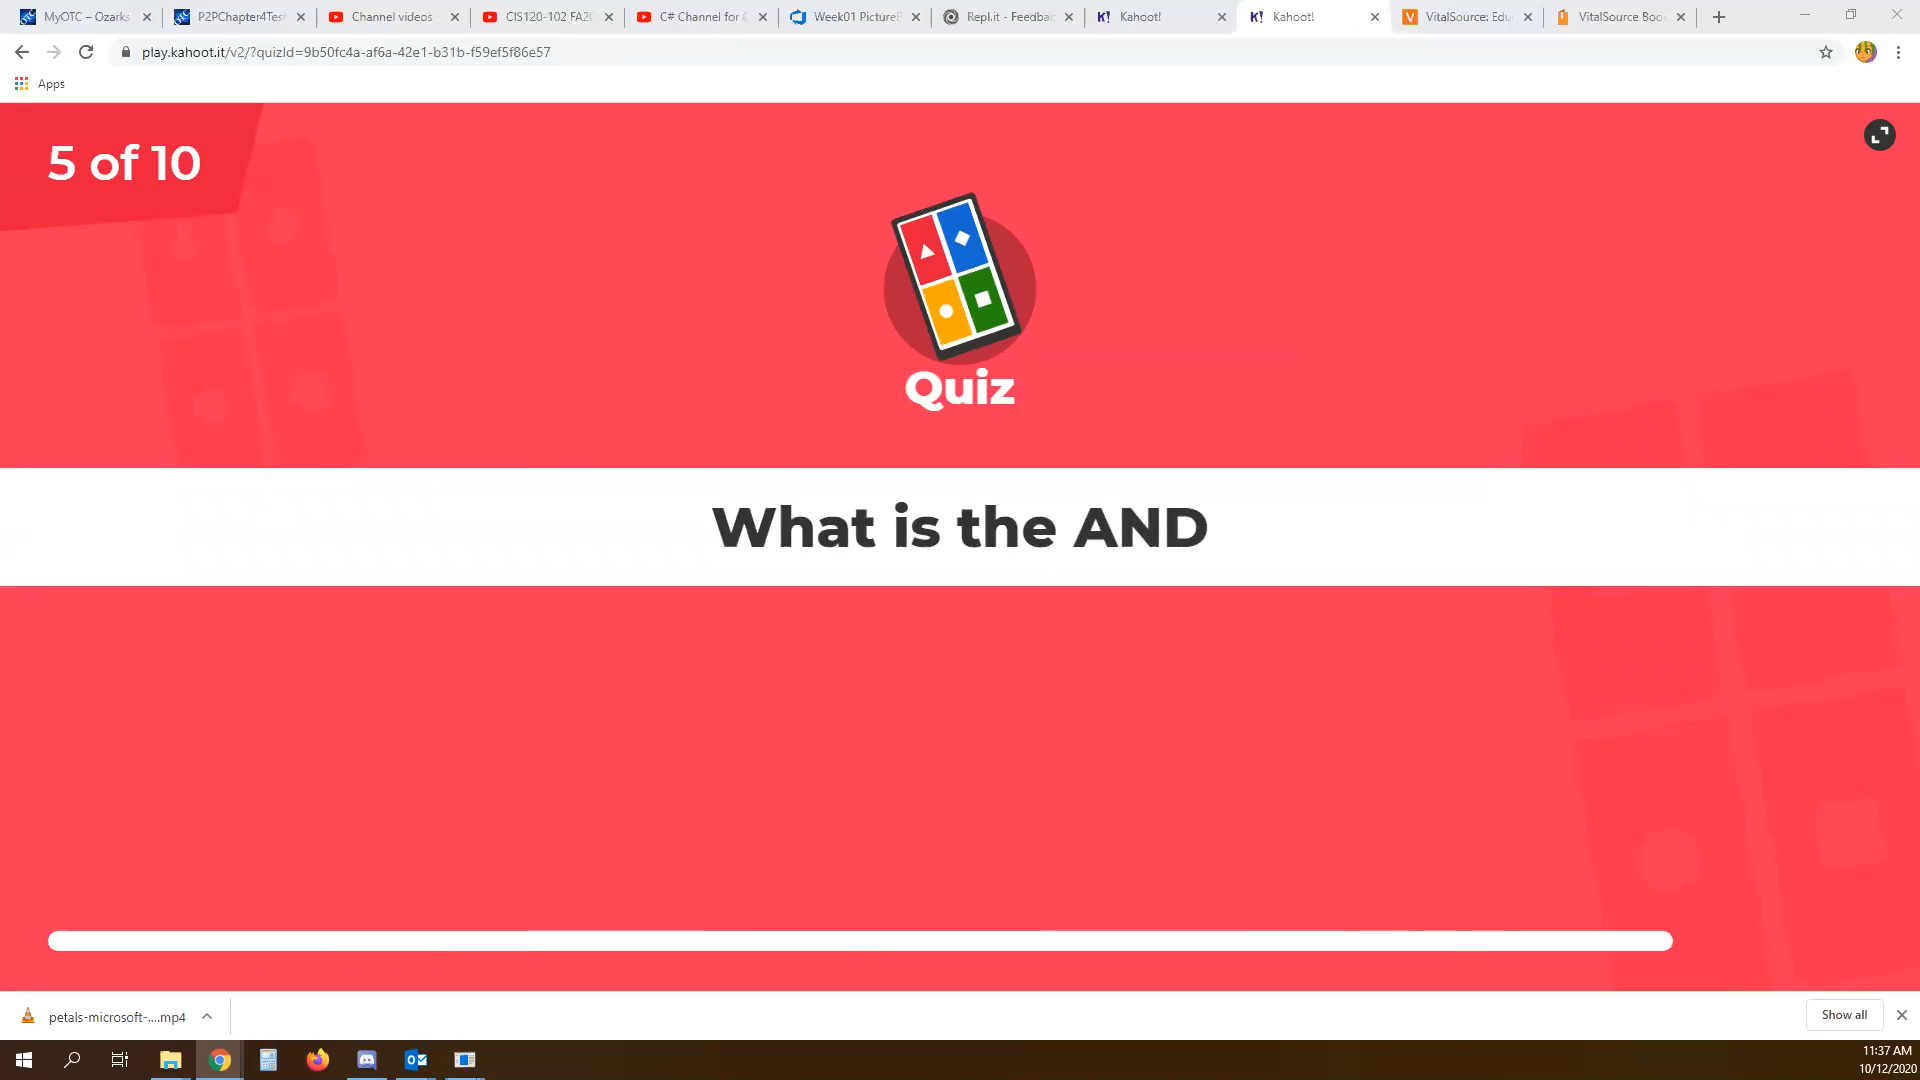 MyOTC – Ozarks
P2PChapter4Tes
Channel videos
CIS120-102 FA20
C# Channel for C
Week01 PictureB
Repl.it - Feedbac
K! Kahoot!
K! Kahoot!
VitalSource: Edu
VitalSource Boo
play.kahoot.it/v2/?quizId=9b50fc4a-af6a-42e1-b31b-f59ef5f86e57
Apps
5 of 10
Quiz
What is the AND
petals-microsoft-....mp4
Show all
11:37 AM
10/12/2020